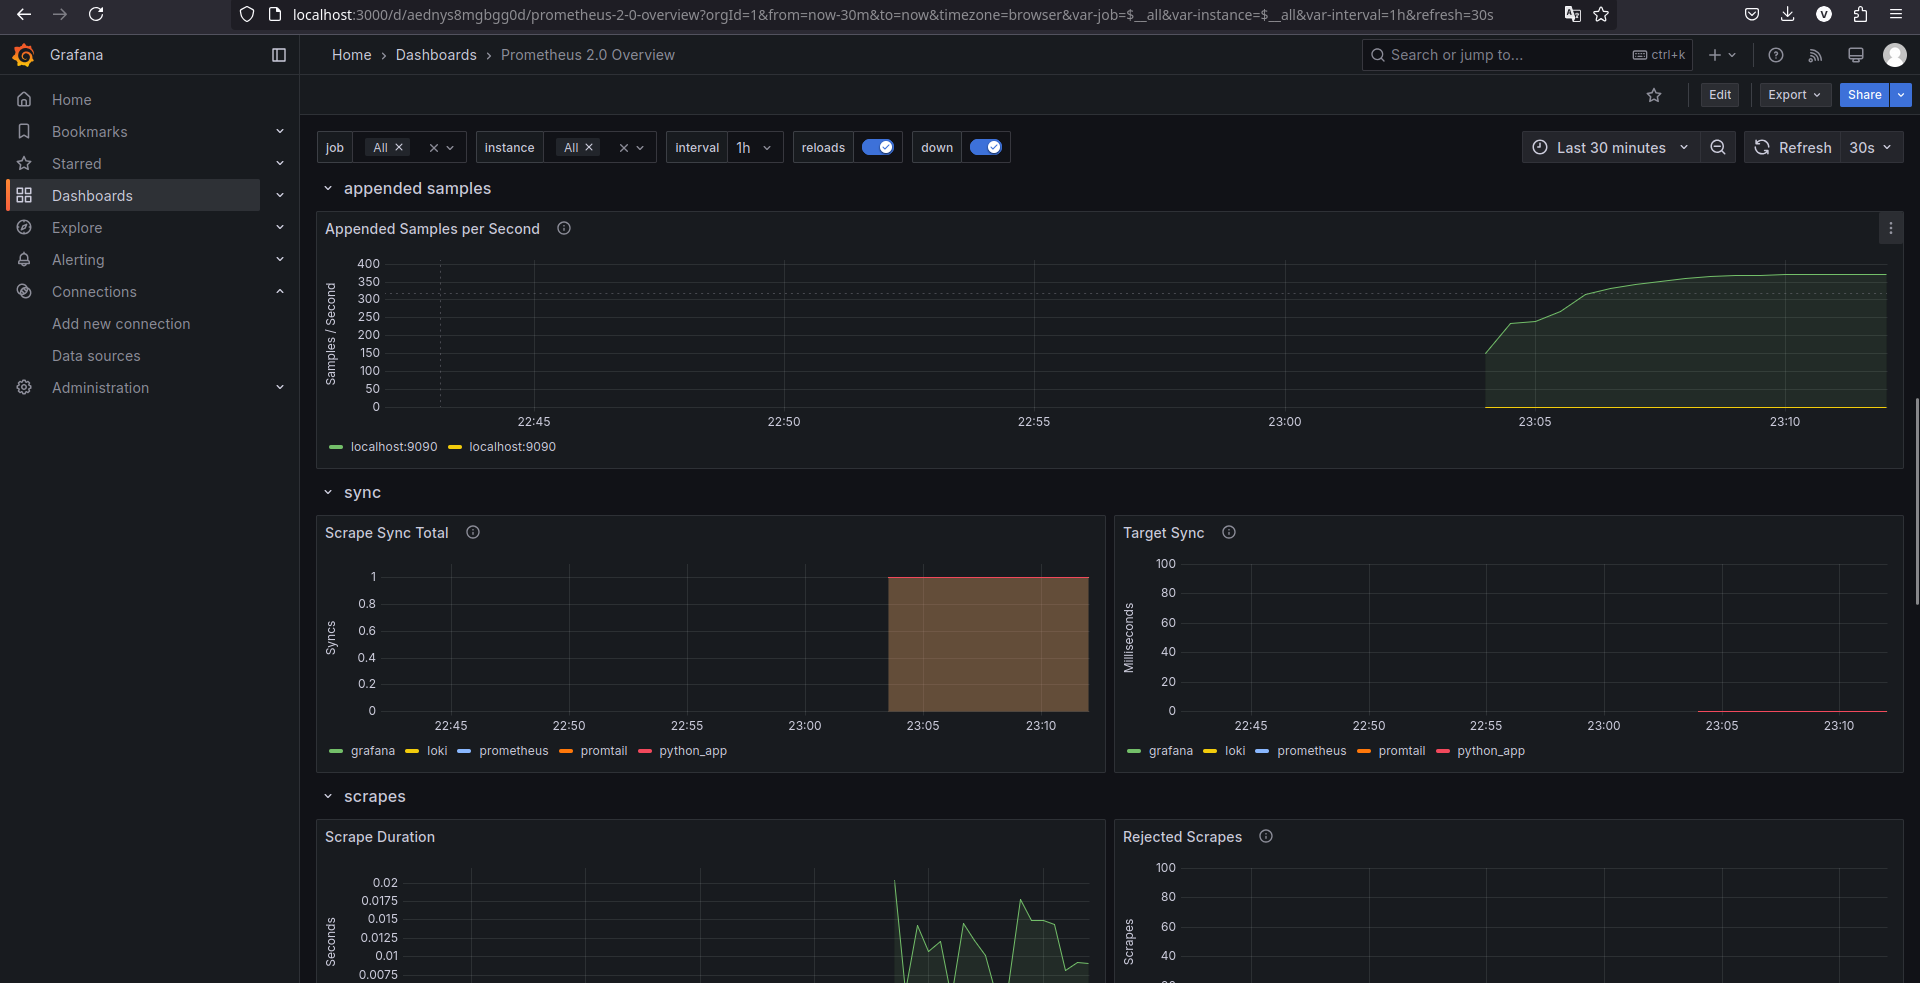 localhost:3000/d/aednys8mgbgg0d/prometheus-2-0-overview?orgId=1&from=now-30m&to=now&timezone=browser&var-job=$__all&var-instance=$__all&var-interval=1h&refresh=30s
V
Grafana
Home › Dashboards › Prometheus 2.0 Overview
Search or jump to...
ctrl+k
Edit
Export
Share
Home
Bookmarks
Starred
Dashboards
Explore
Alerting
Connections
Add new connection
Data sources
Administration
job All
instance All
interval 1h
reloads
down
Last 30 minutes
Refresh 30s
appended samples
Appended Samples per Second
Samples / Second
400
350
300
250
200
150
100
50
0
22:45 22:50 22:55 23:00 23:05 23:10
localhost:9090 localhost:9090
sync
Scrape Sync Total
Syncs
1
0.8
0.6
0.4
0.2
0
22:45 22:50 22:55 23:00 23:05 23:10
grafana loki prometheus promtail python_app
Target Sync
Milliseconds
100
80
60
40
20
0
22:45 22:50 22:55 23:00 23:05 23:10
grafana loki prometheus promtail python_app
scrapes
Scrape Duration
Seconds
0.02
0.0175
0.015
0.0125
0.01
0.0075
Rejected Scrapes
Scrapes
100
80
60
40